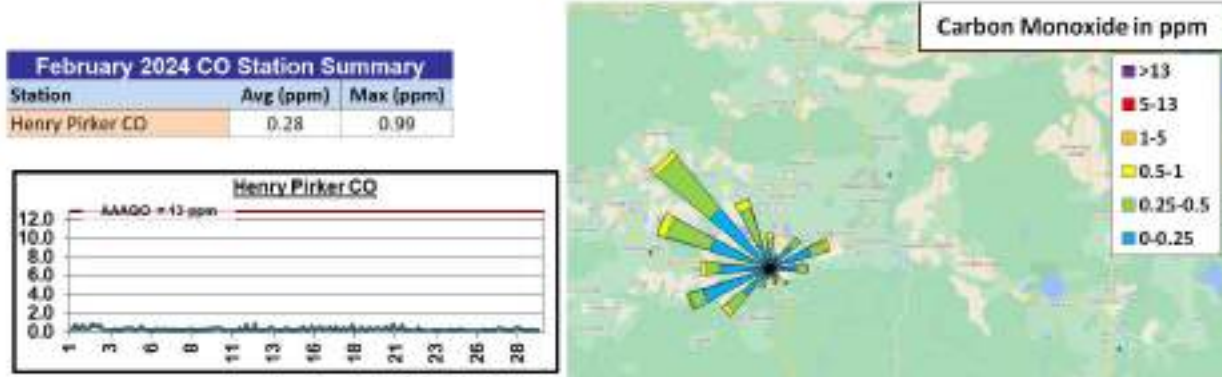 February 2024 CO Station Summary
Station Avg (ppm) Max (ppm)
Henry Pirker CO 0.28 0.99
Henry Pirker CO
AAAQO = 13 ppm
12.0
10.0
8.0
6.0
4.0
2.0
0.0
1 3 6 8 11 13 16 18 21 23 26 28
Carbon Monoxide in ppm
>13
5-13
1-5
0.5-1
0.25-0.5
0-0.25